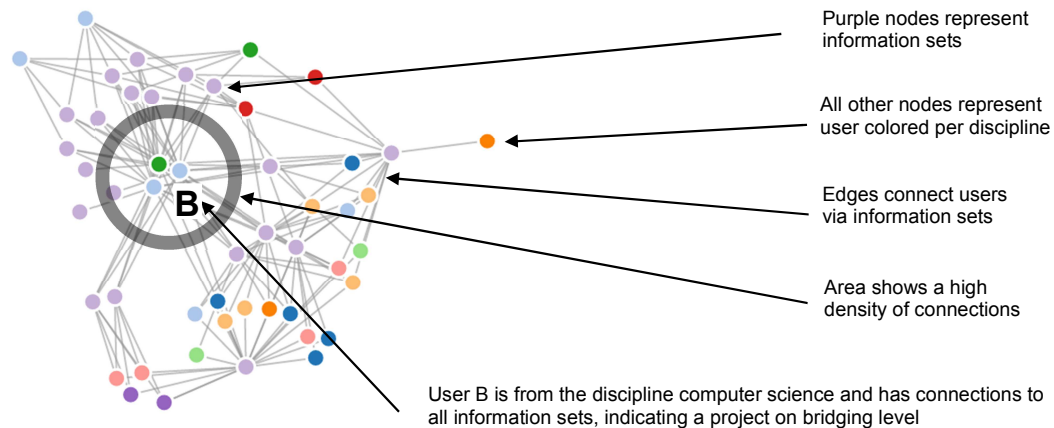 Purple nodes represent
information sets
All other nodes represent
user colored per discipline
B
Edges connect users
via information sets
Area shows a high
density of connections
User B is from the discipline computer science and has connections to
all information sets, indicating a project on bridging level